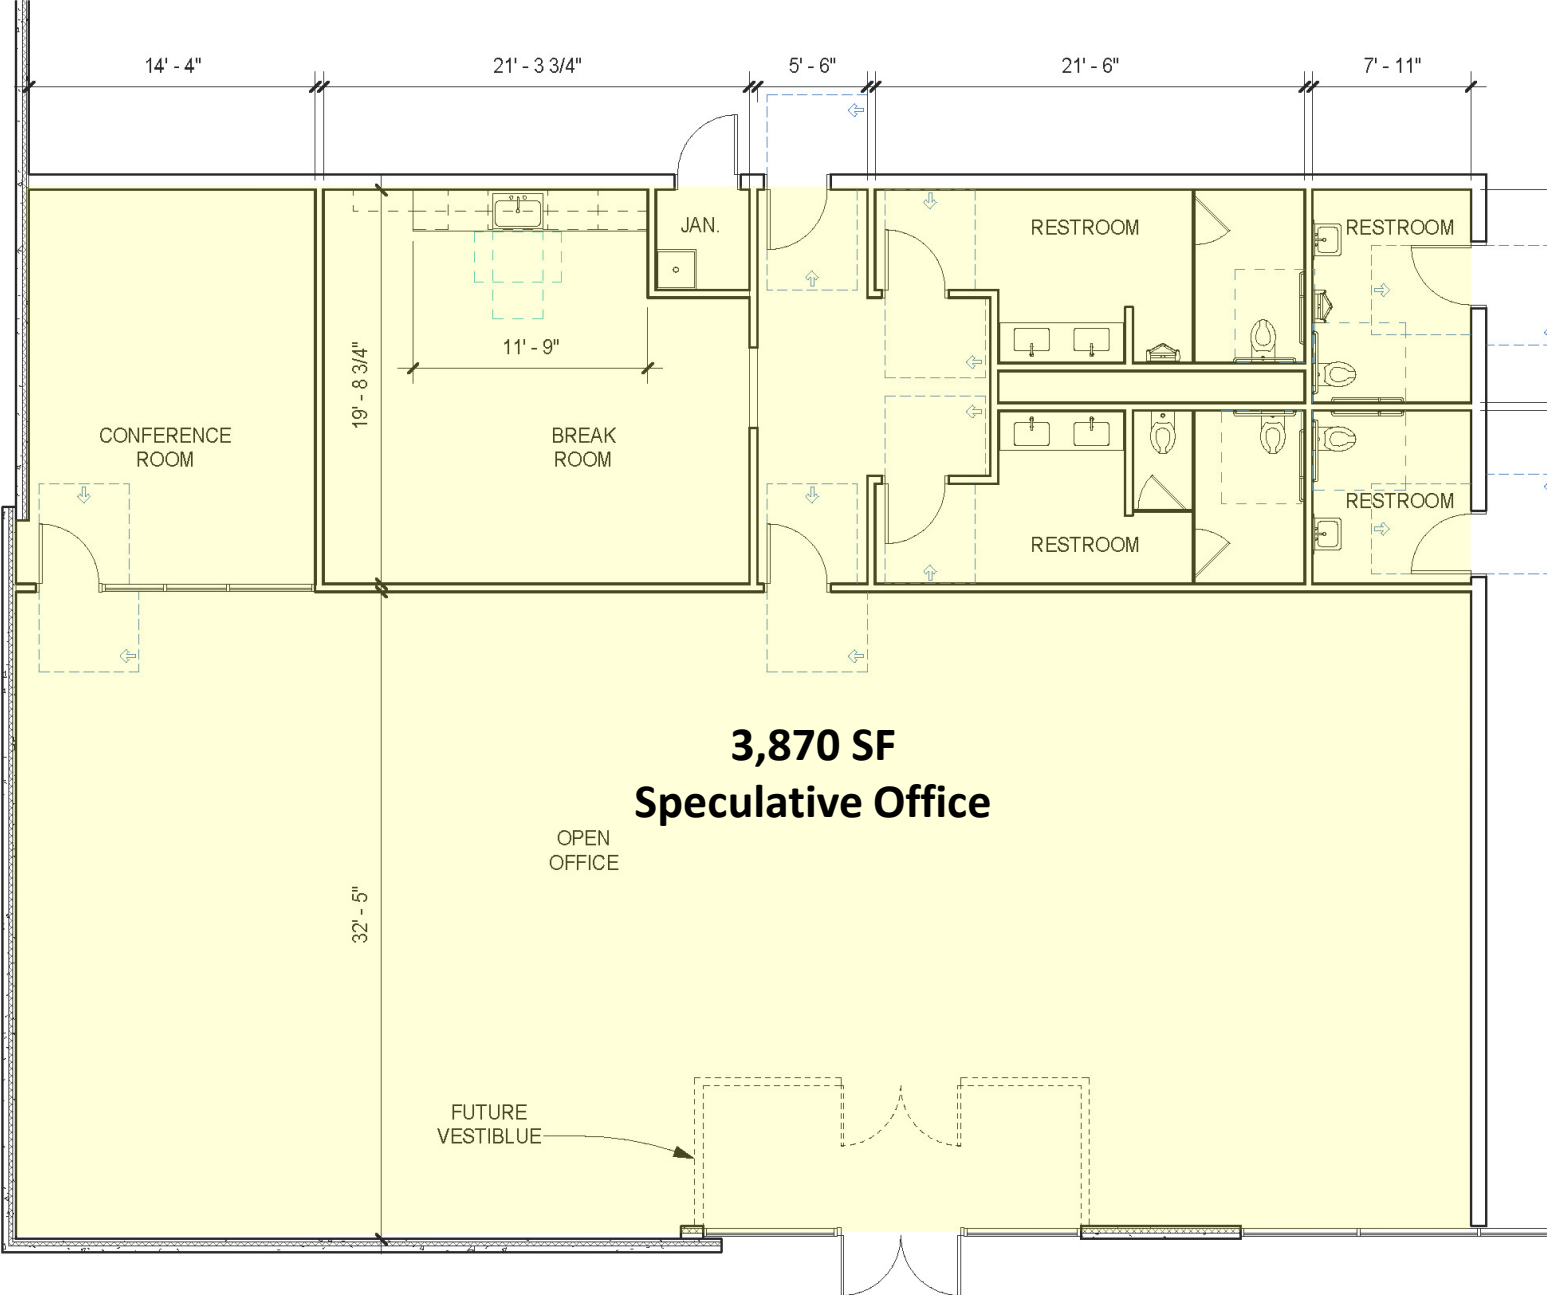 14' - 4"
21' - 3 3/4"
5' - 6"
21' - 6"
7' - 11"
JAN.
RESTROOM
RESTROOM
11' - 9"
19' - 8 3/4"
CONFERENCE
ROOM
BREAK
ROOM
RESTROOM
RESTROOM
3,870 SF
Speculative Office
OPEN
OFFICE
32' - 5"
FUTURE
VESTIBLUE